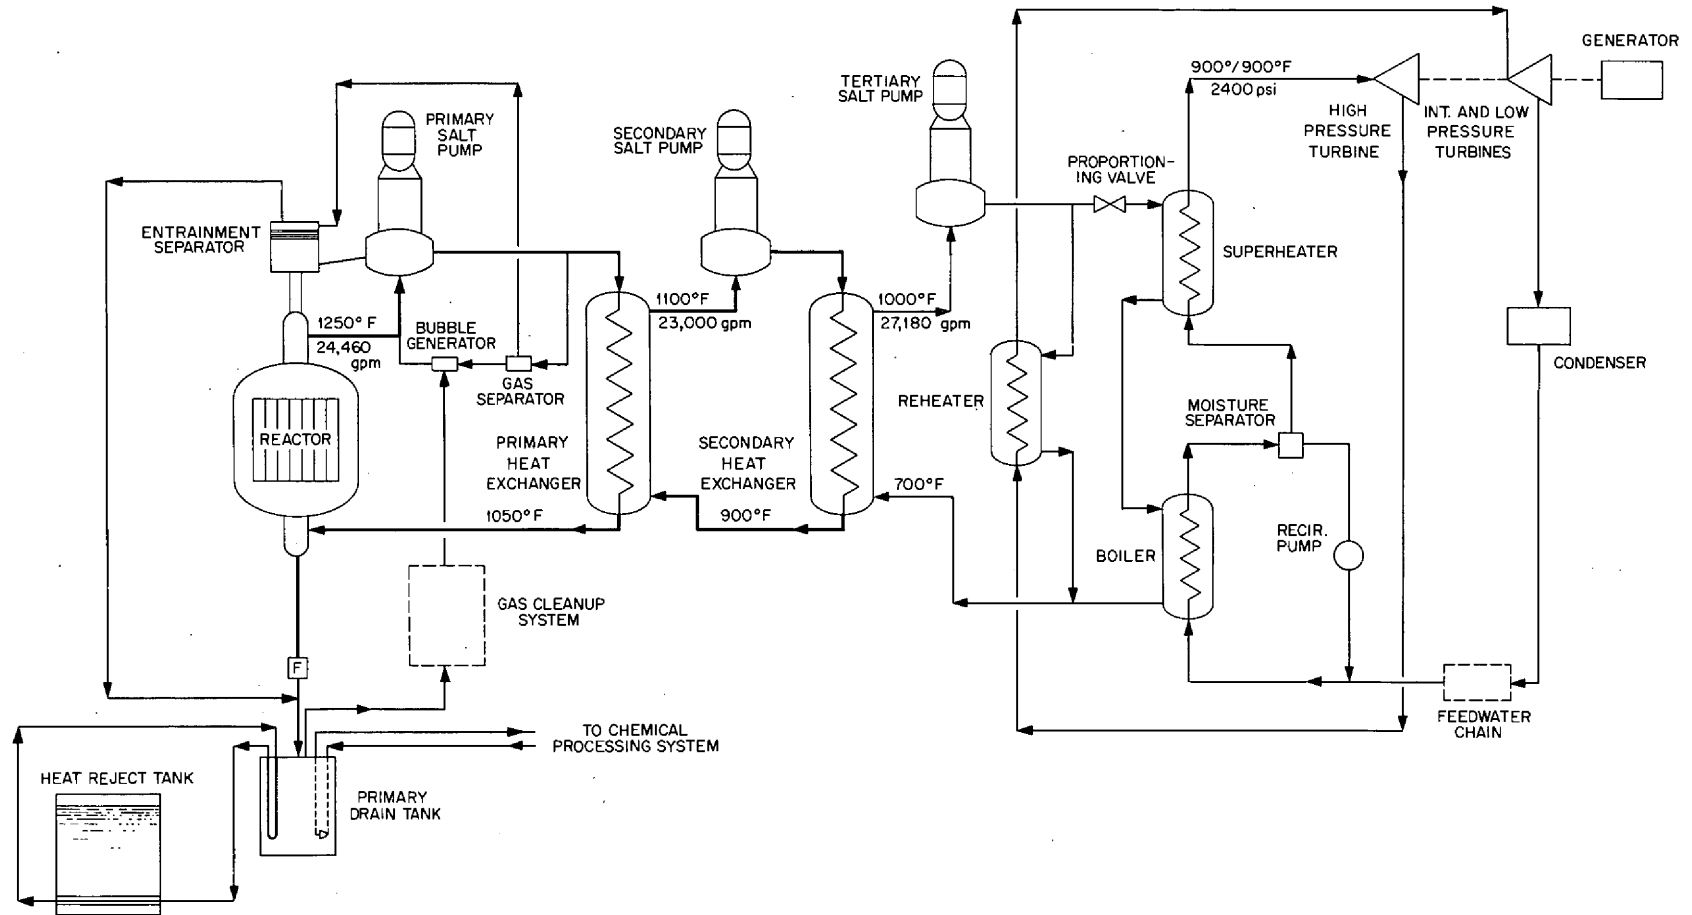 GENERATOR
900°/900°F
2400 psi
HIGH
PRESSURE
TURBINE
INT. AND LOW
PRESSURE
TURBINES
TERTIARY
SALT PUMP
PRIMARY
SALT
PUMP
SECONDARY
SALT PUMP
PROPORTION-
ING VALVE
ENTRAINMENT
SEPARATOR
SUPERHEATER
1250°F
24,460
gpm
BUBBLE
GENERATOR
GAS
SEPARATOR
1100°F
23,000 gpm
1000°F
27,180 gpm
CONDENSER
REHEATER
MOISTURE
SEPARATOR
REACTOR
PRIMARY
HEAT
EXCHANGER
SECONDARY
HEAT
EXCHANGER
700°F
1050°F
900°F
BOILER
RECIR.
PUMP
GAS CLEANUP
SYSTEM
F
FEEDWATER
CHAIN
TO CHEMICAL
PROCESSING SYSTEM
HEAT REJECT TANK
PRIMARY
DRAIN TANK